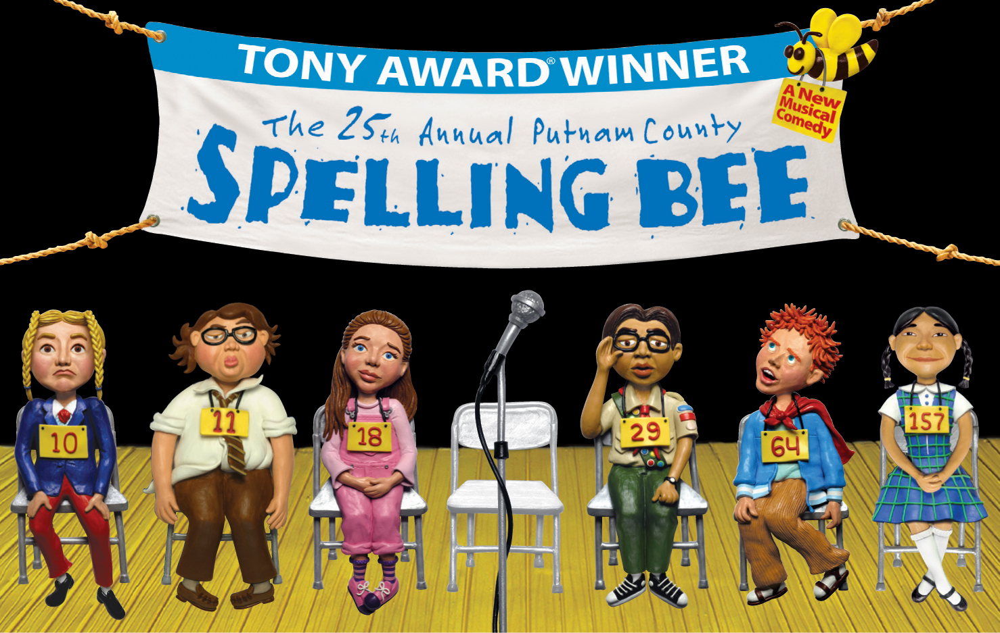 TONY AWARD® WINNER
The 25th Annual Putnam County
SPELLING BEE
A New
Musical
Comedy
10
11
18
29
64
157